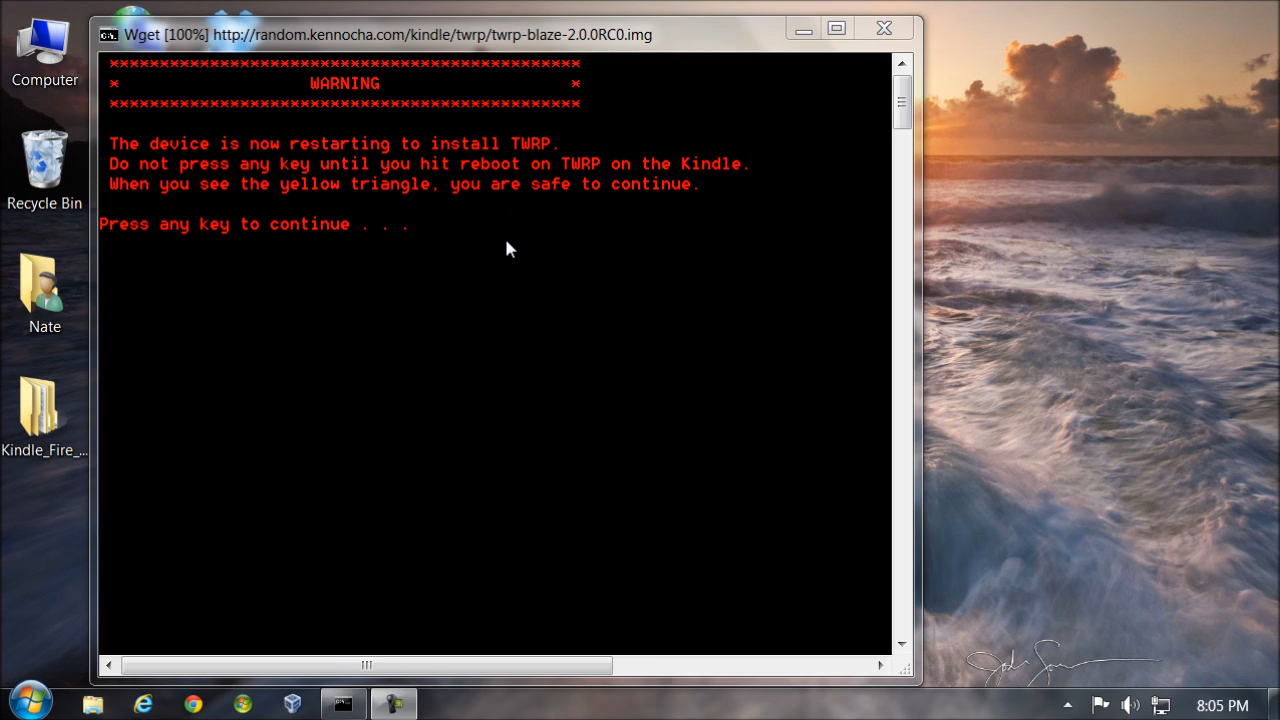 Wget [100%] http://random.kennocha.com/kindle/twrp/twrp-blaze-2.0.0RC0.img
Computer
Recycle Bin
Nate
Kindle_Fire_...
*********************************************** 
* WARNING *
***********************************************
The device is now restarting to install TWRP.
Do not press any key until you hit reboot on TWRP on the Kindle.
When you see the yellow triangle, you are safe to continue.
Press any key to continue . . .
8:05 PM